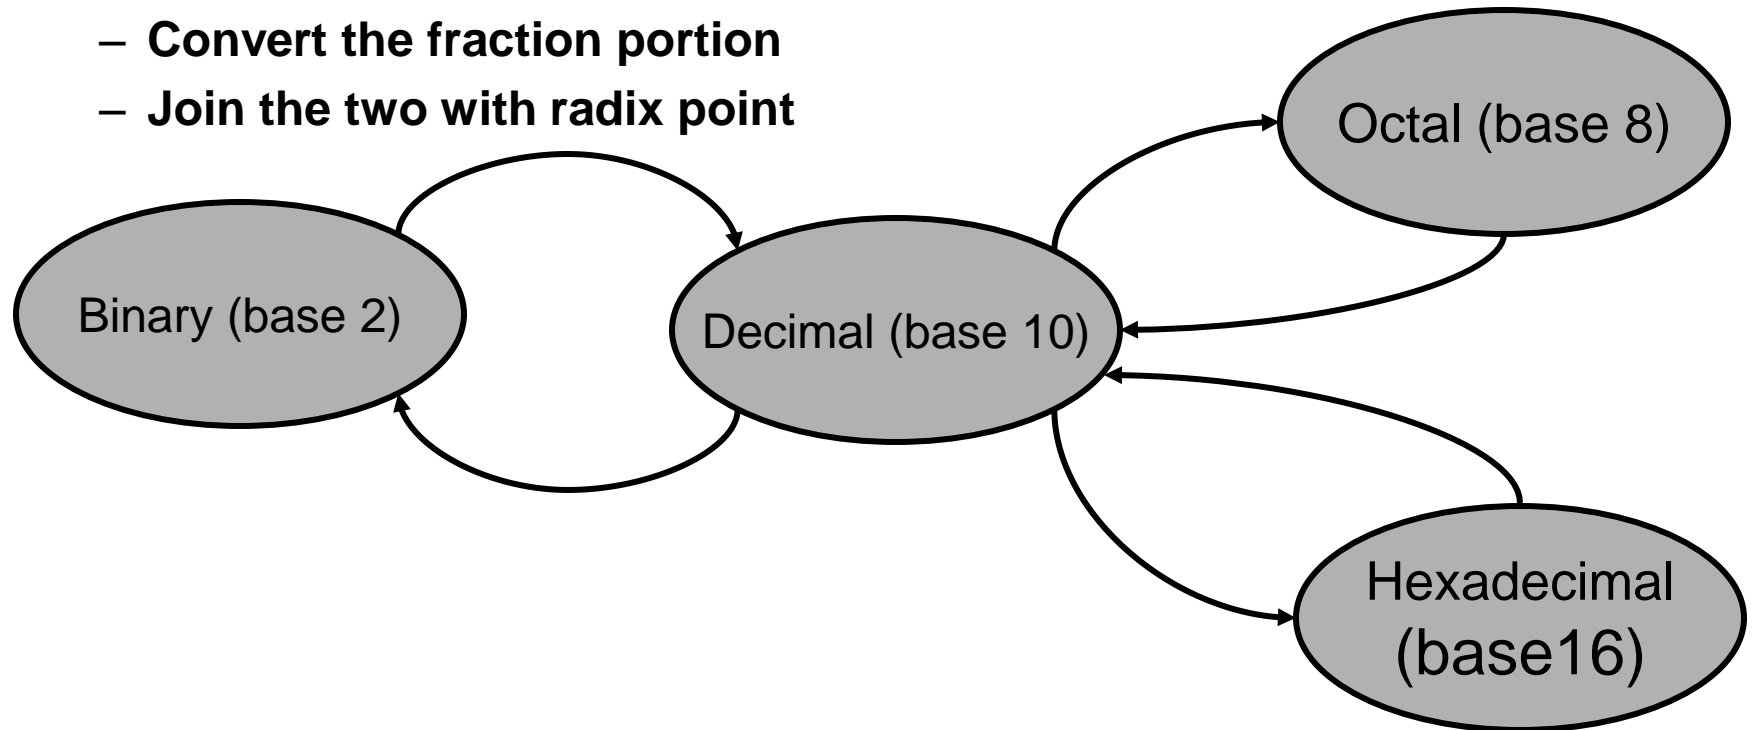 – Convert the fraction portion
– Join the two with radix point
Octal (base 8)
Binary (base 2)
Decimal (base 10)
Hexadecimal
(base16)